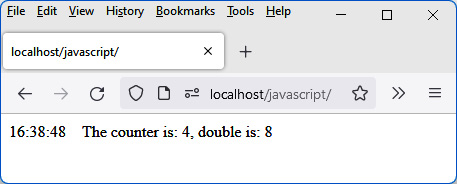 File Edit View History Bookmarks Tools Help
localhost/javascript/
localhost/javascript/
16:38:48 The counter is: 4, double is: 8